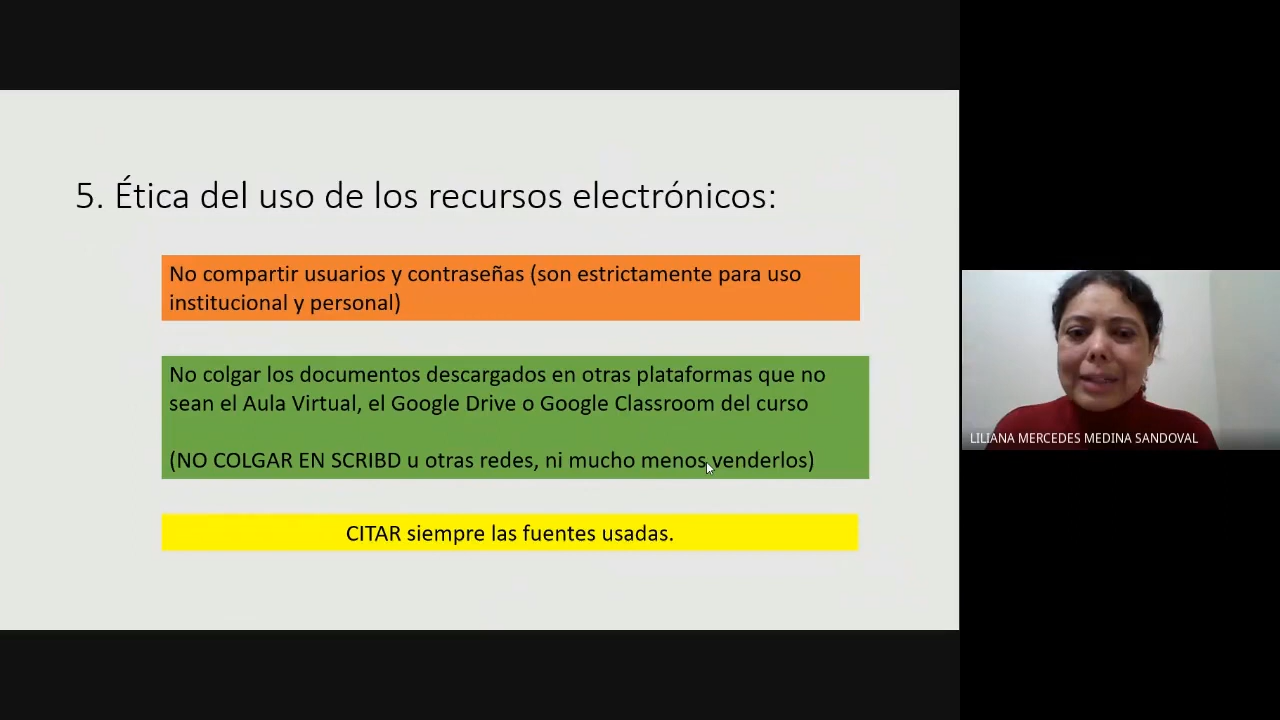 5. Ética del uso de los recursos electrónicos:
No compartir usuarios y contraseñas (son estrictamente para uso
institucional y personal)
No colgar los documentos descargados en otras plataformas que no
sean el Aula Virtual, el Google Drive o Google Classroom del curso
(NO COLGAR EN SCRIBD u otras redes, ni mucho menos venderlos)
CITAR siempre las fuentes usadas.
LILIANA MERCEDES MEDINA SANDOVAL